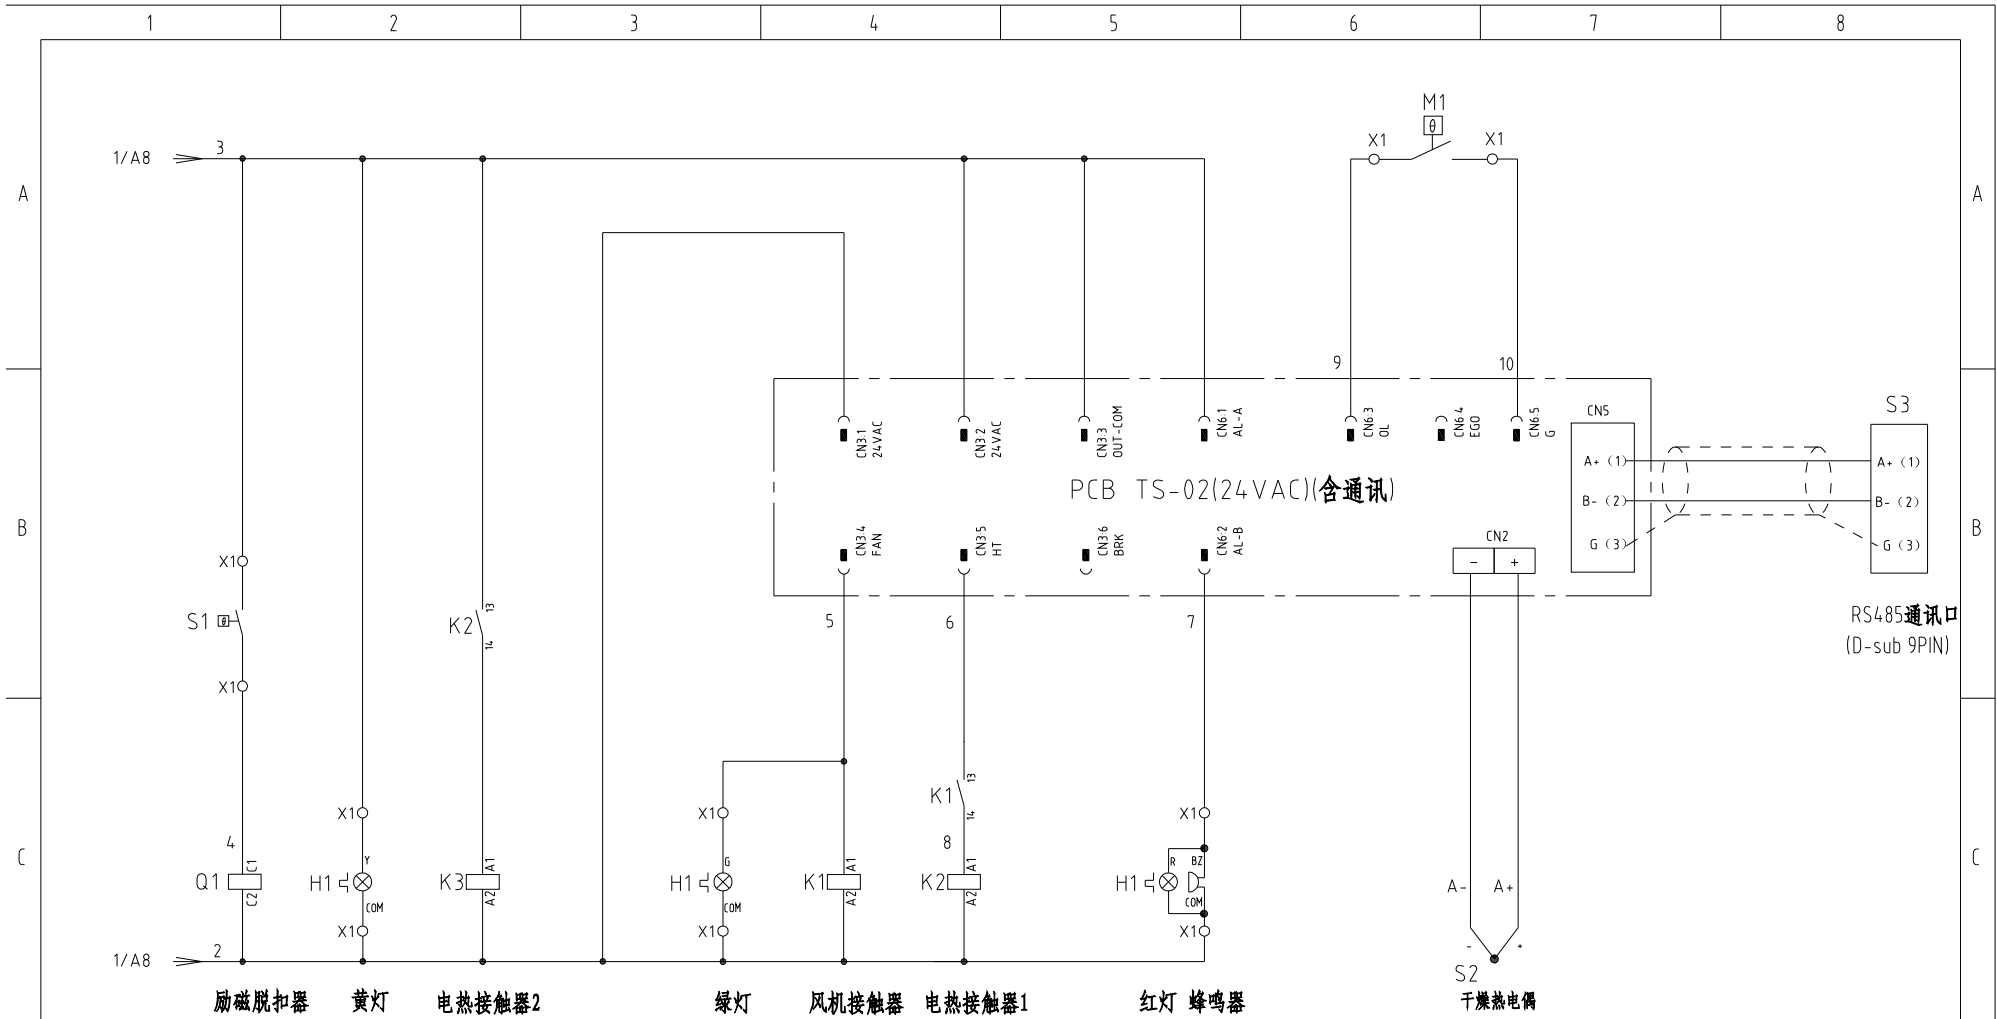 1 2 3 4 5 6 7 8
M1
θ
X1 X1
1/A8 3
A A
9 10
CN3:1 24VAC
CN3:2 24VAC
CN3:3 OUT-COM
CN6:1 AL-A
CN6:3 OL
CN6:4 EGO
CN6:5 G
CN5
S3
A+ (1) A+ (1)
PCB TS-02(24VAC)(含通讯)
B- (2) B- (2)
B B
CN3:4 FAN
CN3:5 HT
CN3:6 BRK
CN6:2 AL-B
CN2
- +
G (3) G (3)
X1
S1 θ
K2 13 14
5 6 7
RS485通讯口
(D-sub 9PIN)
X1
K1 13 14
X1 X1 X1
4 8
C C
Q1 C1 C2
H1 Y COM
K3 A1 A2
H1 G COM
K1 A1 A2
K2 A1 A2
H1 R BZ COM
A- A+
X1 X1 X1
- +
1/A8 2
S2
励磁脱扣器 黄灯 电热接触器2 绿灯 风机接触器 电热接触器1 红灯 蜂鸣器 干燥热电偶